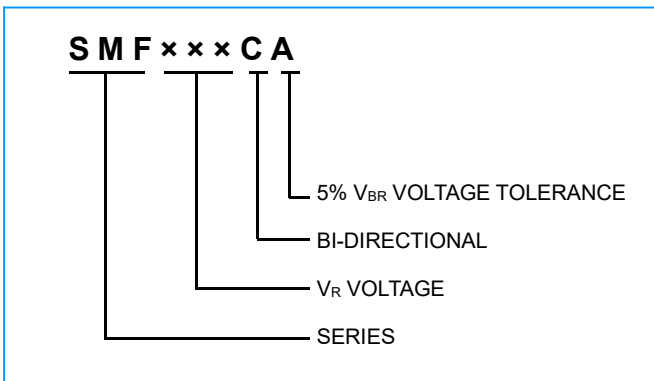 SMF×××CA
5% VBR VOLTAGE TOLERANCE
BI-DIRECTIONAL
VR VOLTAGE
SERIES